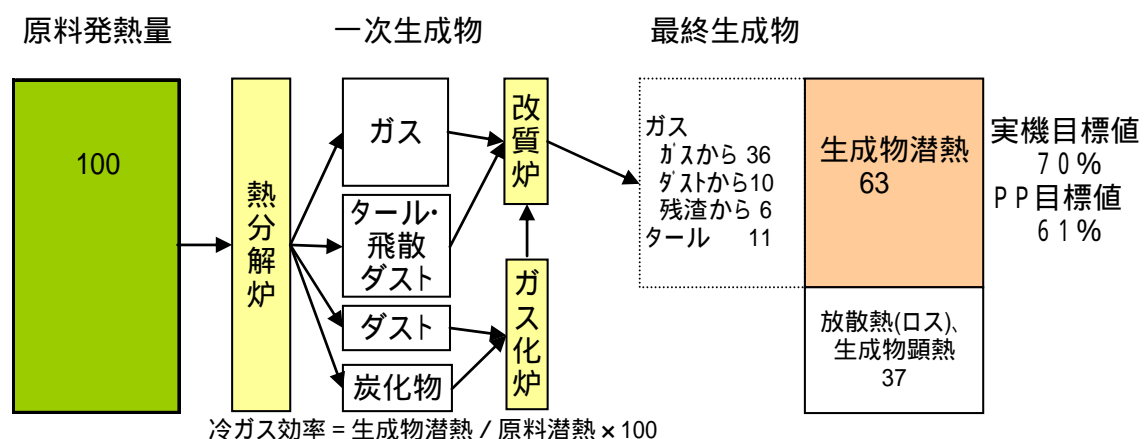 原料発熱量
一次生成物
最終生成物
100
熱分解炉
ガス
タール・
飛散
ダスト
ダスト
炭化物
改質炉
ガス化炉
ガス
ｶﾞｽから 36
ﾀﾞｽﾄから10
残渣から 6
タール 11
生成物潜熱
63
実機目標値
７０％
ＰＰ目標値
６１％
放散熱(ロス)、
生成物顕熱
37
冷ガス効率 = 生成物潜熱 / 原料潜熱 × 100